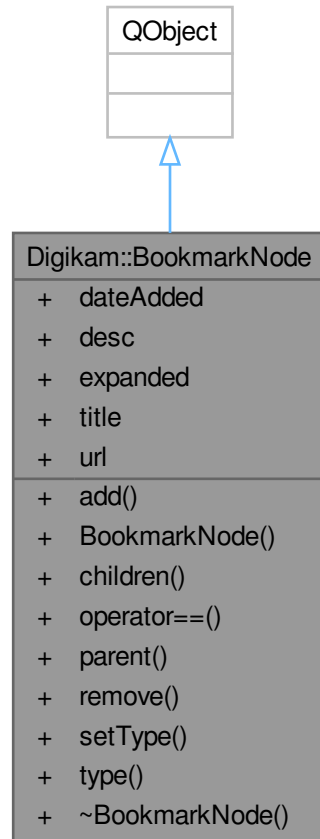 QObject
Digikam::BookmarkNode
+ dateAdded
+ desc
+ expanded
+ title
+ url
+ add()
+ BookmarkNode()
+ children()
+ operator==()
+ parent()
+ remove()
+ setType()
+ type()
+ ~BookmarkNode()